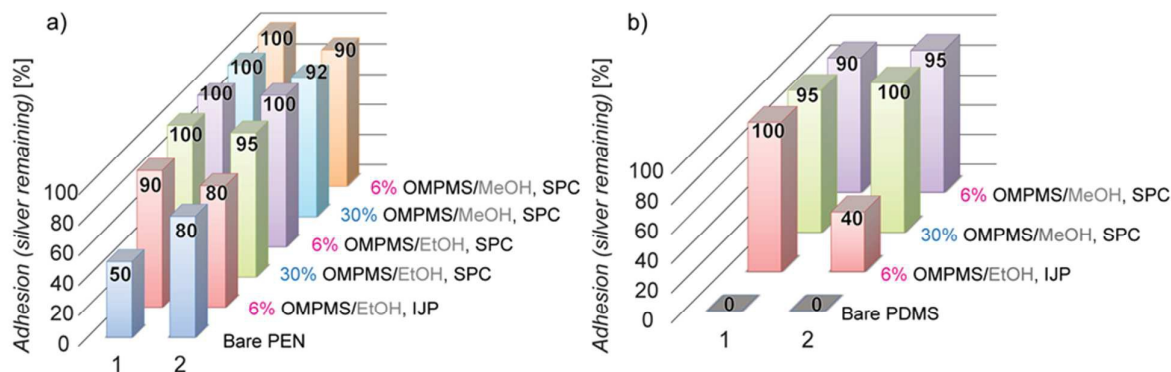 a)
Adhesion (silver remaining) [%]
100
80
60
40
20
0
100
90
100
92
100
100
100
95
90
80
50
80
6% OMPMS/MeOH, SPC
30% OMPMS/MeOH, SPC
6% OMPMS/EtOH, SPC
30% OMPMS/EtOH, SPC
6% OMPMS/EtOH, IJP
Bare PEN
1 2
b)
Adhesion (silver remaining) [%]
100
80
60
40
20
0
90
95
95
100
100
40
0
0
6% OMPMS/MeOH, SPC
30% OMPMS/MeOH, SPC
6% OMPMS/EtOH, IJP
Bare PDMS
1 2